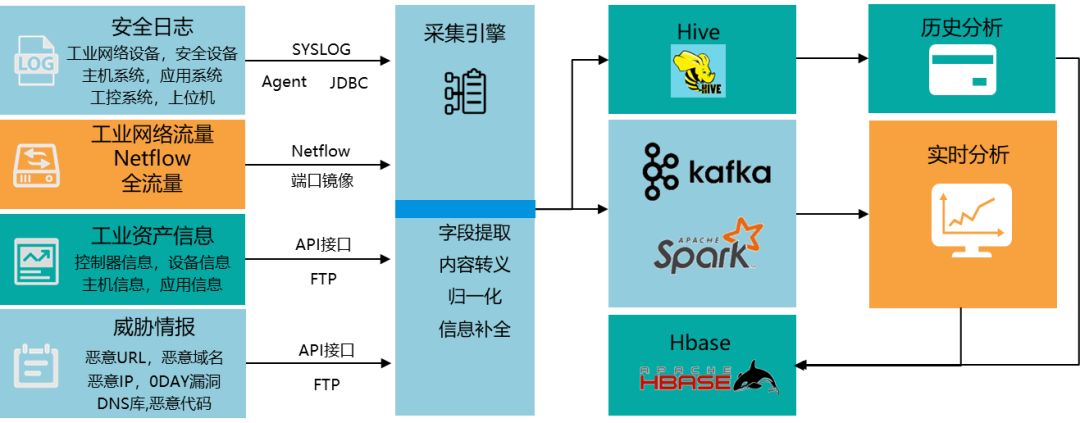 安全日志
工业网络设备，安全设备
主机系统，应用系统
工控系统，上位机
LOG
SYSLOG
Agent JDBC
工业网络流量
Netflow
全流量
Netflow
端口镜像
工业资产信息
控制器信息，设备信息
主机信息，应用信息
API接口
FTP
威胁情报
恶意URL，恶意域名
恶意IP，0DAY漏洞
DNS库,恶意代码
API接口
FTP
采集引擎
字段提取
内容转义
归一化
信息补全
Hive
HIVE
kafka
APACHE
Spark
Hbase
APACHE
HBASE
历史分析
实时分析